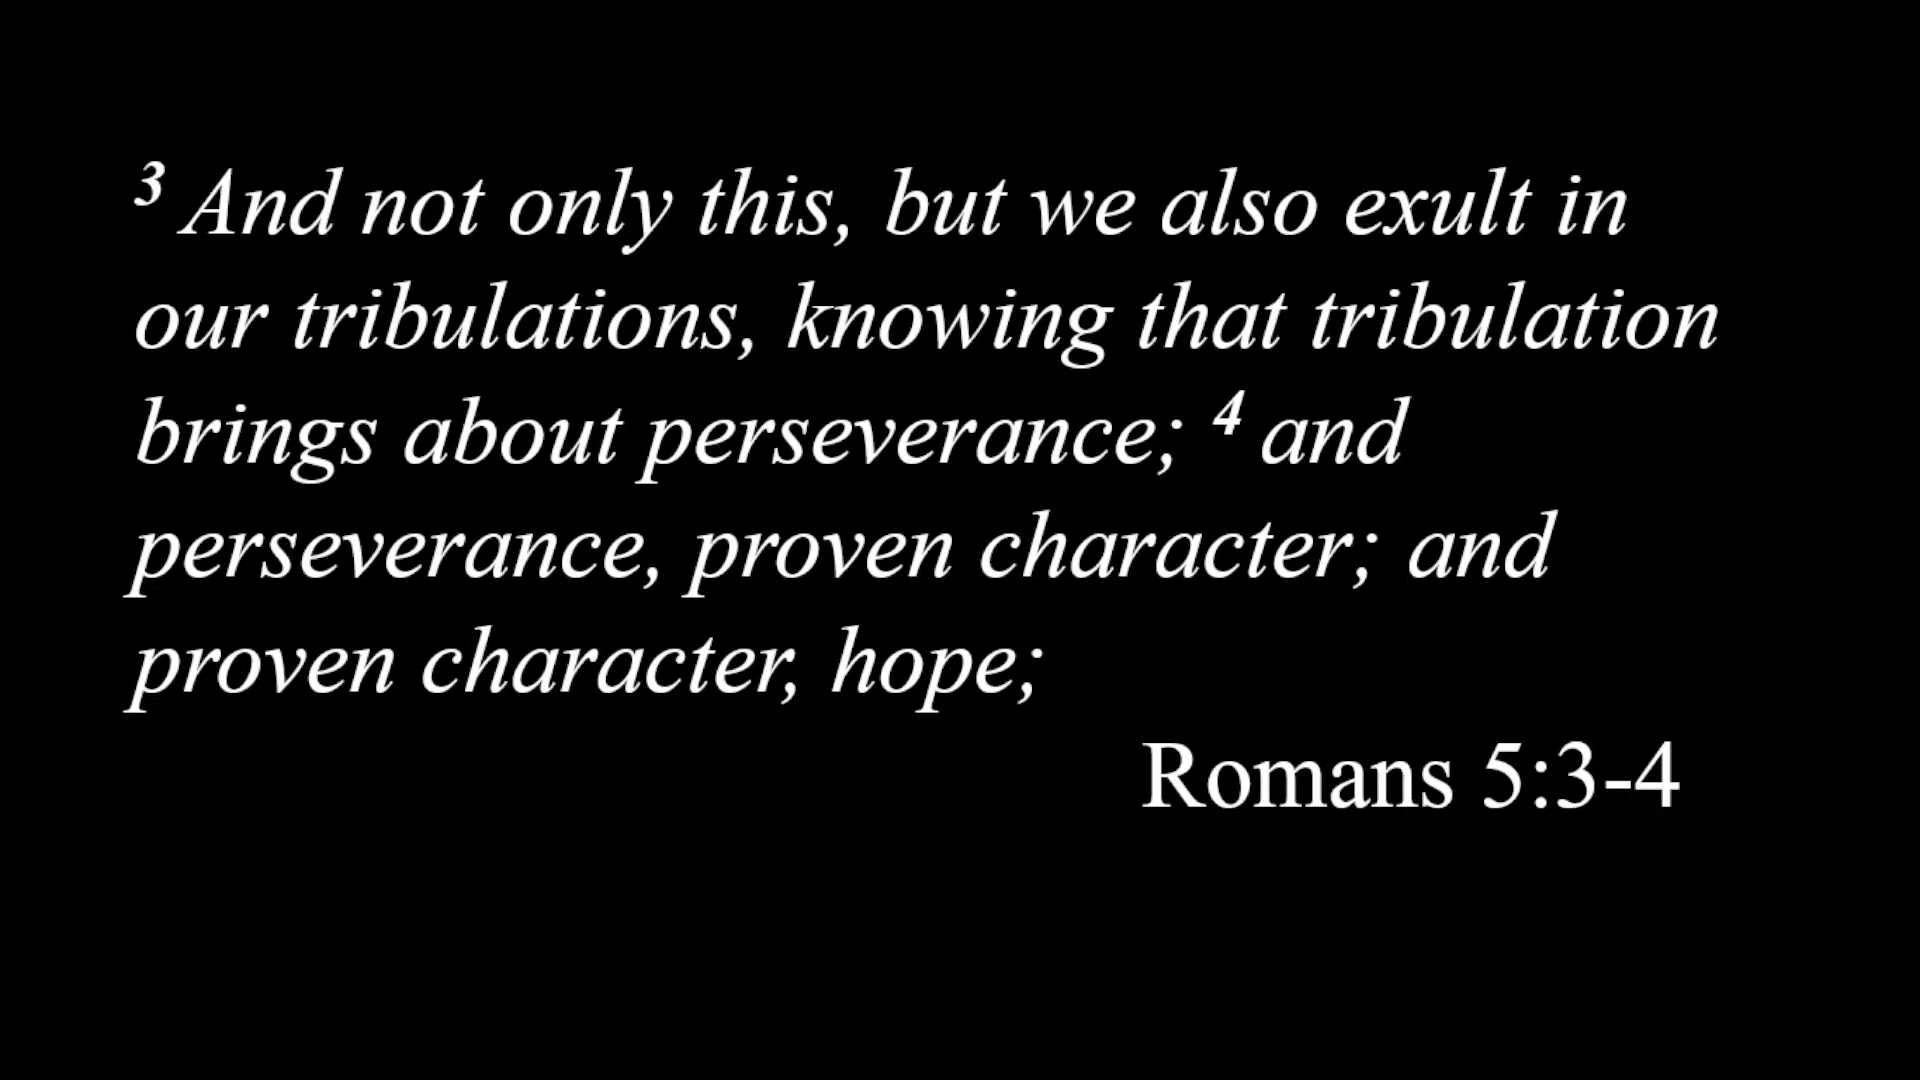 3 And not only this, but we also exult in
our tribulations, knowing that tribulation
brings about perseverance; 4 and
perseverance, proven character; and
proven character, hope;
Romans 5:3-4